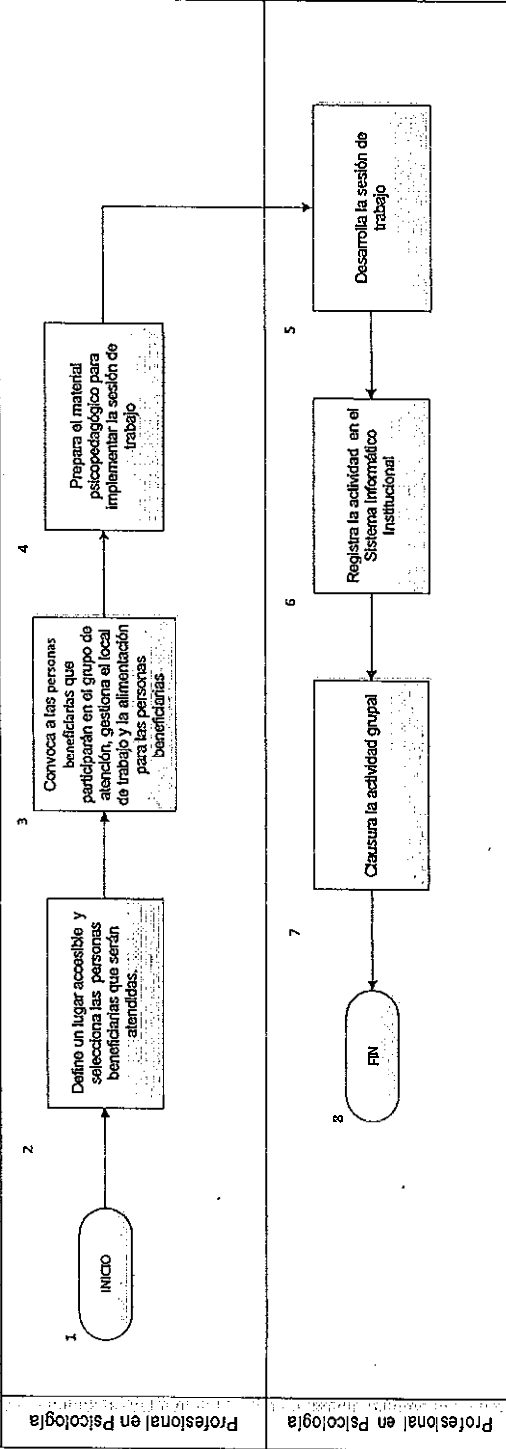 Profesional en Psicología
1
INICIO
2
Define un lugar accesible y
selecciona las personas
beneficiarias que serán
atendidas.
3
Convoca a las personas
beneficiarias que
participarán en el grupo de
atención, gestiona el local
de trabajo y la alimentación
para las personas
beneficiarias
4
Prepara el material
psicopedagógico para
implementar la sesión de
trabajo
Profesional en Psicología
5
Desarrolla la sesión de
trabajo
6
Registra la actividad en el
Sistema Informático
Institucional
7
Clausura la actividad grupal
8
FIN